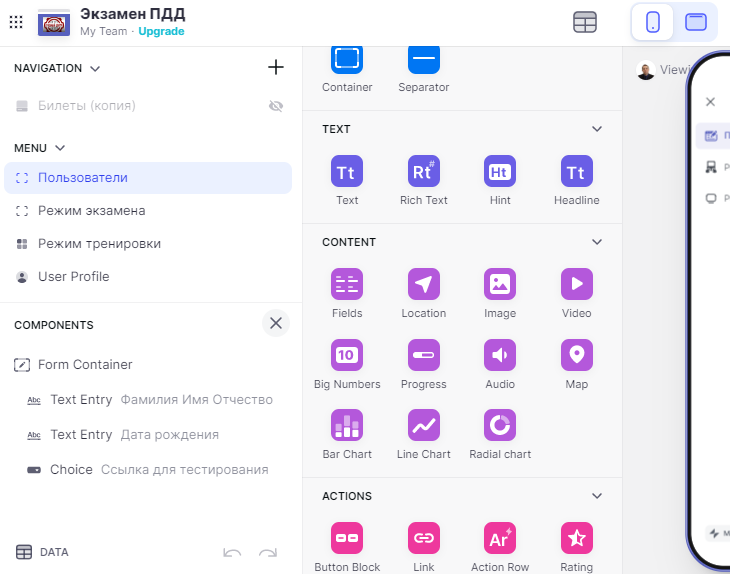 Экзамен ПДД
My Team · Upgrade
NAVIGATION
Билеты (копия)
MENU
Пользователи
Режим экзамена
Режим тренировки
User Profile
COMPONENTS
Form Container
Abc Text Entry Фамилия Имя Отчество
Abc Text Entry Дата рождения
Choice Ссылка для тестирования
DATA
Container Separator
TEXT
Tt Rt# Ht Tt
Text Rich Text Hint Headline
CONTENT
Fields Location Image Video
10
Big Numbers Progress Audio Map
Bar Chart Line Chart Radial chart
ACTIONS
Ar
Button Block Link Action Row Rating